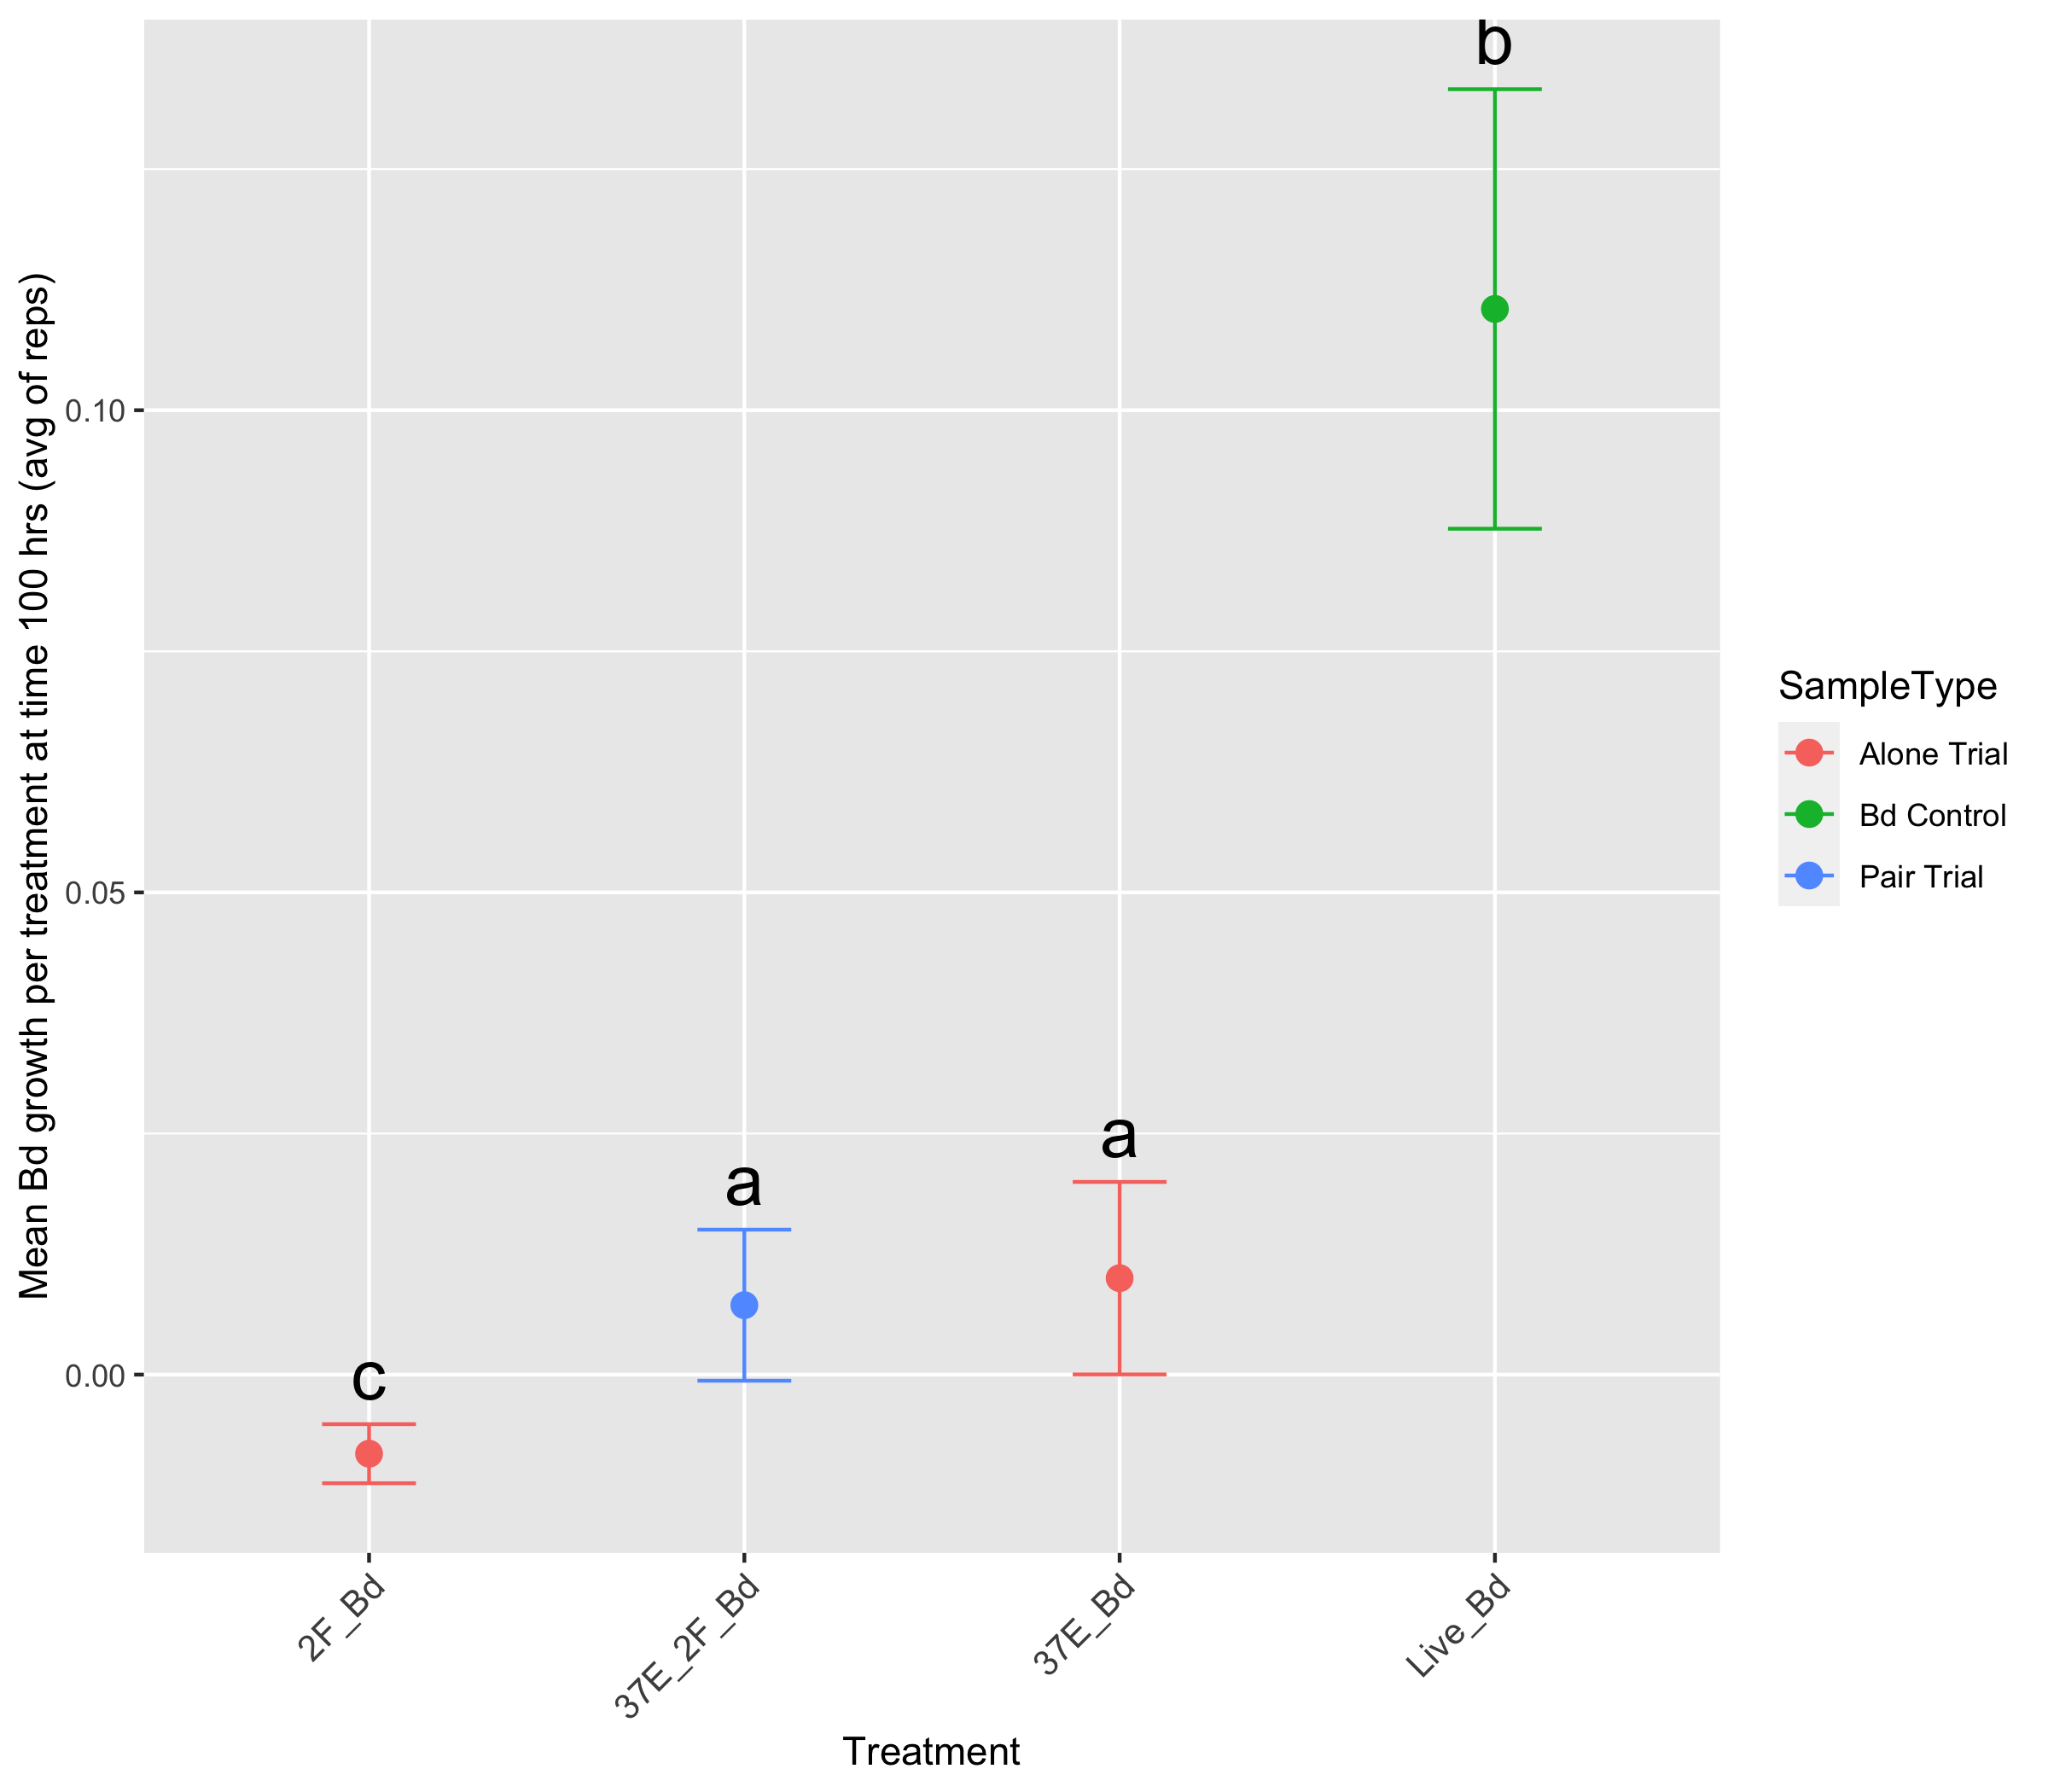 Mean Bd growth per treatment at time 100 hrs (avg of reps)
0.10
0.05
0.00
b
a
a
c
2F_Bd
37E_2F_Bd
37E_Bd
Live_Bd
Treatment
SampleType
Alone Trial
Bd Control
Pair Trial